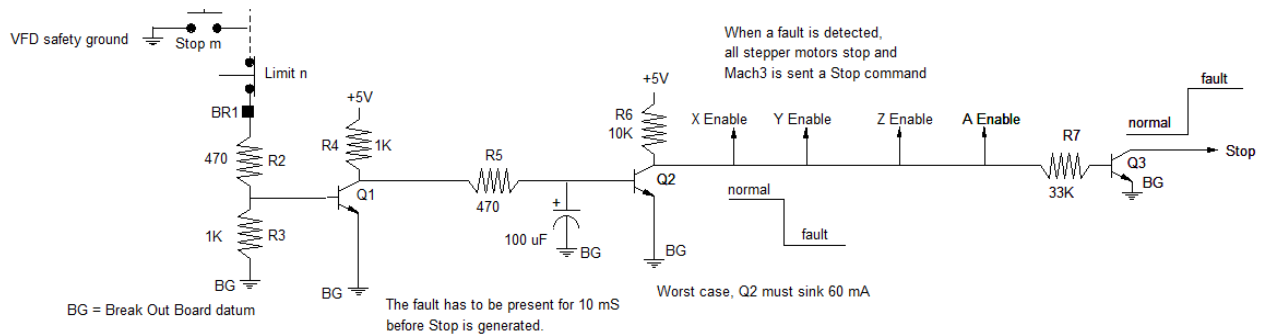 VFD safety ground
Stop m
Limit n
BR1
470
R2
1K
R3
BG
BG = Break Out Board datum
+5V
R4
1K
Q1
BG
R5
470
+
100 uF
BG
The fault has to be present for 10 mS
before Stop is generated.
+5V
R6
10K
Q2
BG
normal
fault
Worst case, Q2 must sink 60 mA
When a fault is detected,
all stepper motors stop and
Mach3 is sent a Stop command
X Enable
Y Enable
Z Enable
A Enable
R7
33K
Q3
BG
normal
fault
Stop